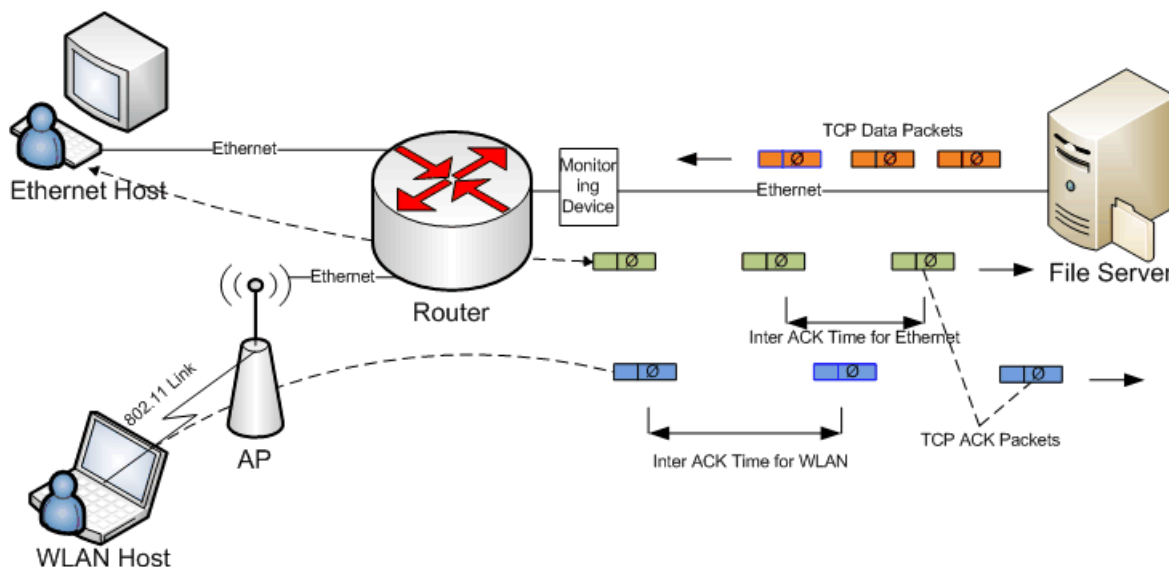 TCP Data Packets
Ethernet
Monitor
ing
Device
Ethernet
Ethernet Host
Ethernet
File Server
Router
Inter ACK Time for Ethernet
802.11 Link
AP
TCP ACK Packets
Inter ACK Time for WLAN
WLAN Host
Ø
Ø
Ø
Ø
Ø
Ø
Ø
Ø
Ø